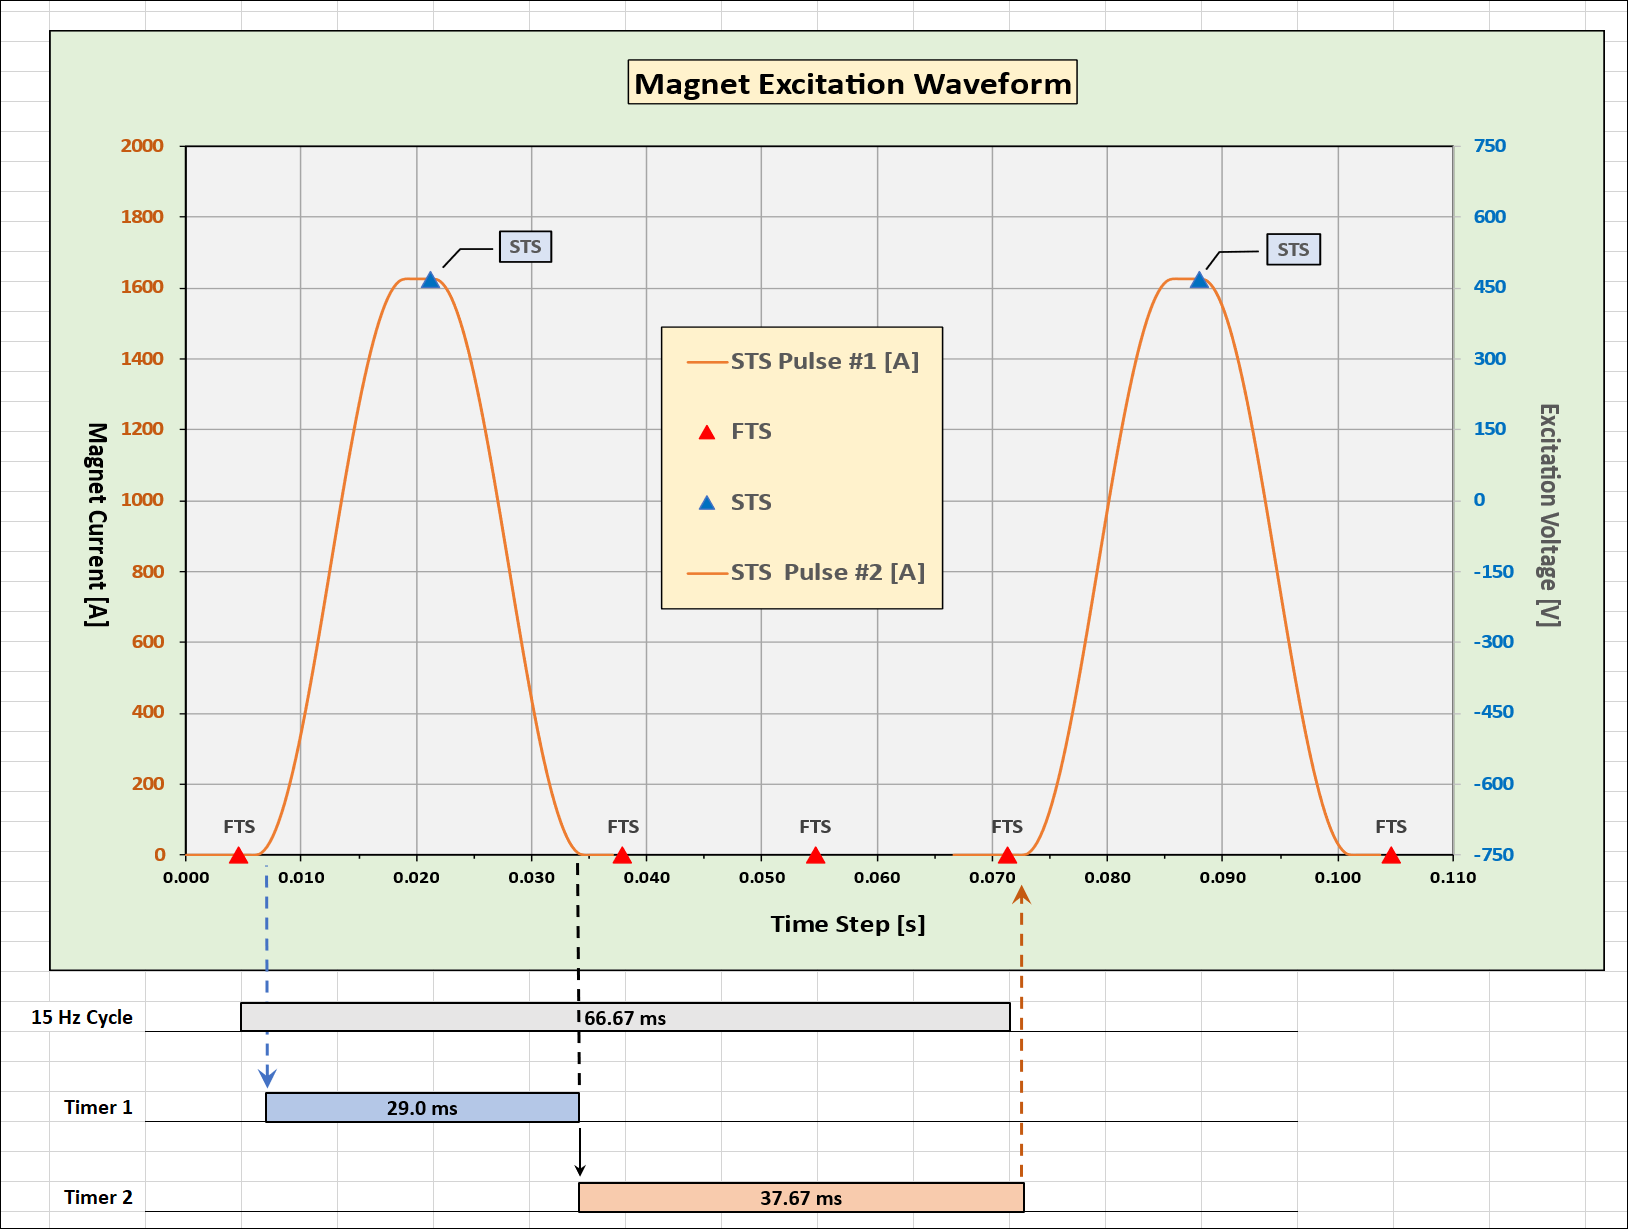 Magnet Excitation Waveform
2000
1800
1600
1400
1200
1000
800
600
400
200
0
Magnet Current [A]
750
600
450
300
150
0
-150
-300
-450
-600
-750
Excitation Voltage [V]
STS
STS
STS Pulse #1 [A]
FTS
STS
STS Pulse #2 [A]
FTS FTS FTS FTS FTS
0.000 0.010 0.020 0.030 0.040 0.050 0.060 0.070 0.080 0.090 0.100 0.110
Time Step [s]
15 Hz Cycle 66.67 ms
Timer 1 29.0 ms
Timer 2 37.67 ms